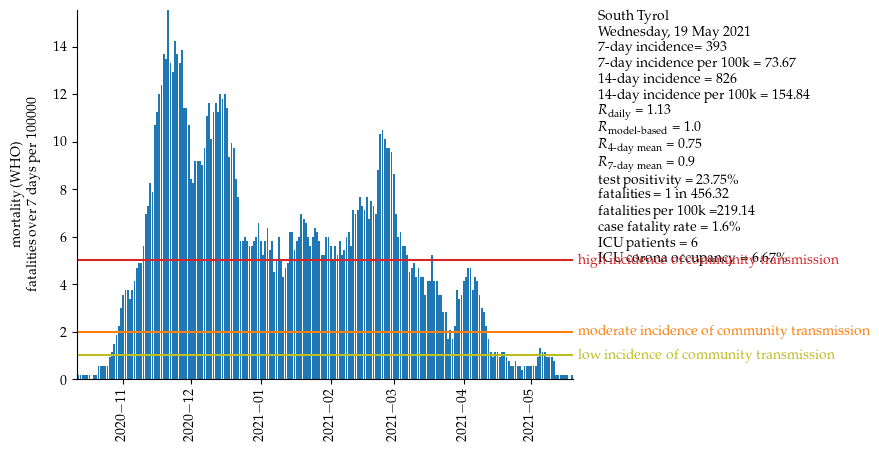 South Tyrol
Wednesday, 19 May 2021
7-day incidence= 393
7-day incidence per 100k = 73.67
14-day incidence = 826
14-day incidence per 100k = 154.84
R daily = 1.13
R model-based = 1.0
R 4-day mean = 0.75
R 7-day mean = 0.9
test positivity = 23.75%
fatalities = 1 in 456.32
fatalities per 100k =219.14
case fatality rate = 1.6%
ICU patients = 6
ICU corona occupancy = 6.67%
high incidence of community transmission
moderate incidence of community transmission
low incidence of community transmission
mortality (WHO)
fatalities over 7 days per 100000
14
12
10
8
6
4
2
0
2020−11
2020−12
2021−01
2021−02
2021−03
2021−04
2021−05